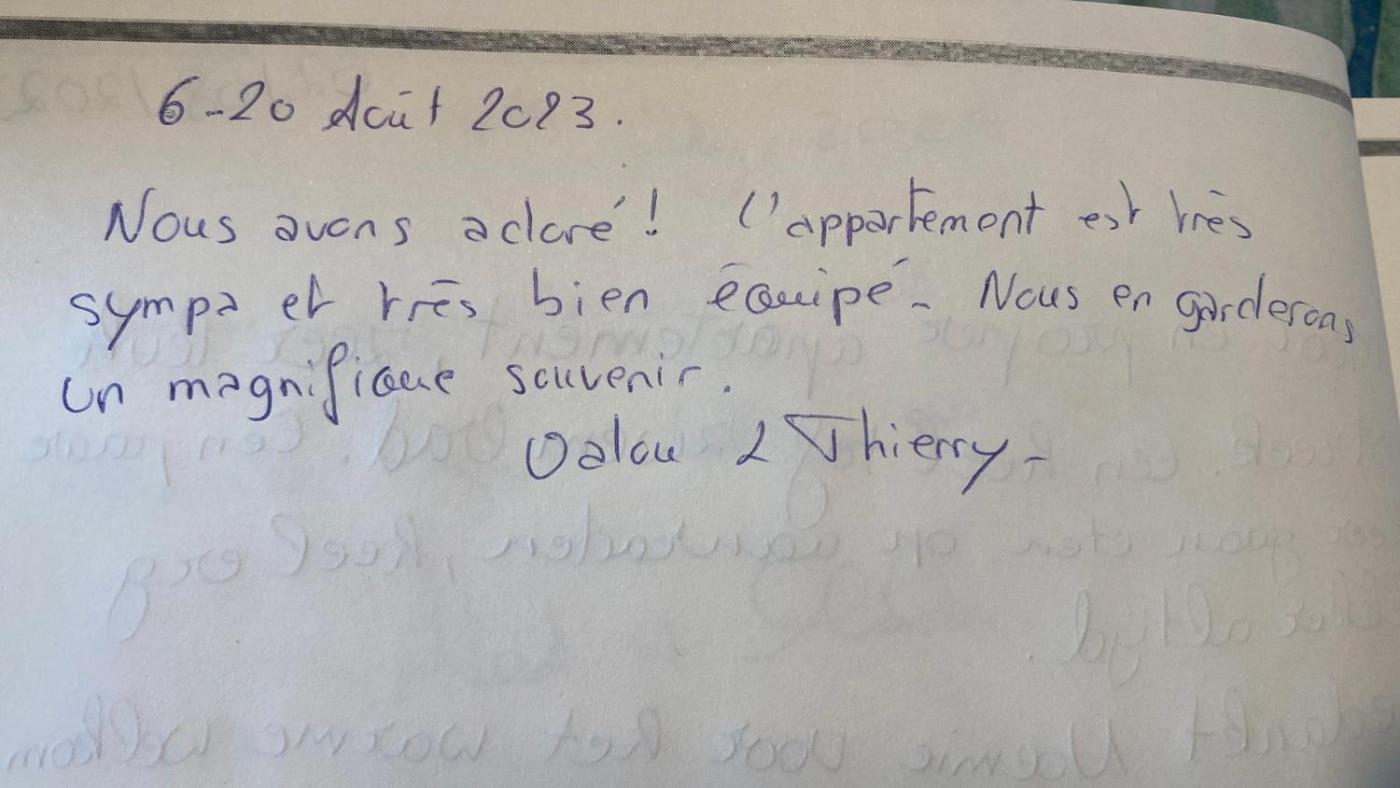 6-20 Août 2023.
Nous avons adoré! L'appartement est très
sympa et très bien équipé. Nous en garderons
un magnifique souvenir.
Valou & Thierry-